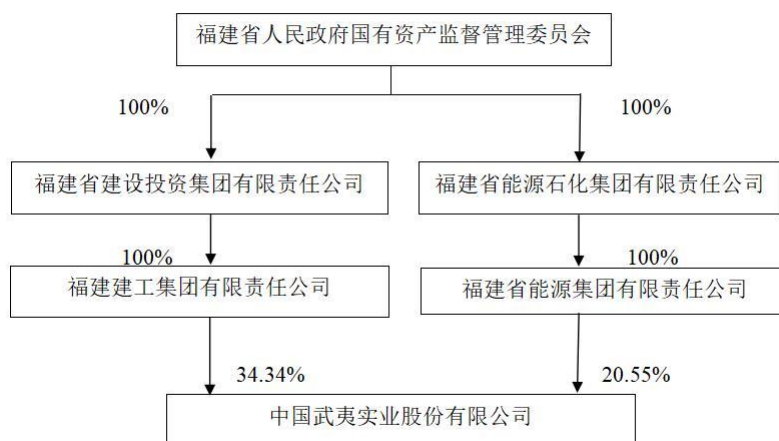 福建省人民政府国有资产监督管理委员会
100% 100%
福建省建设投资集团有限责任公司 福建省能源石化集团有限责任公司
100% 100%
福建建工集团有限责任公司 福建省能源集团有限责任公司
34.34% 20.55%
中国武夷实业股份有限公司